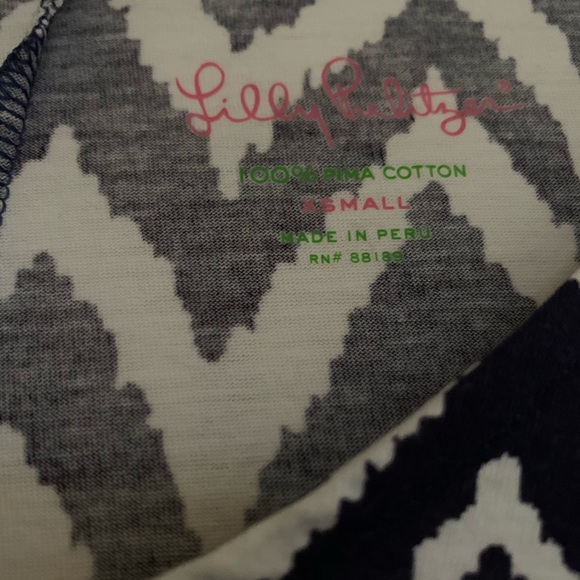 Lilly Pulitzer®
100% PIMA COTTON
XSMALL
MADE IN PERU
RN# 88189